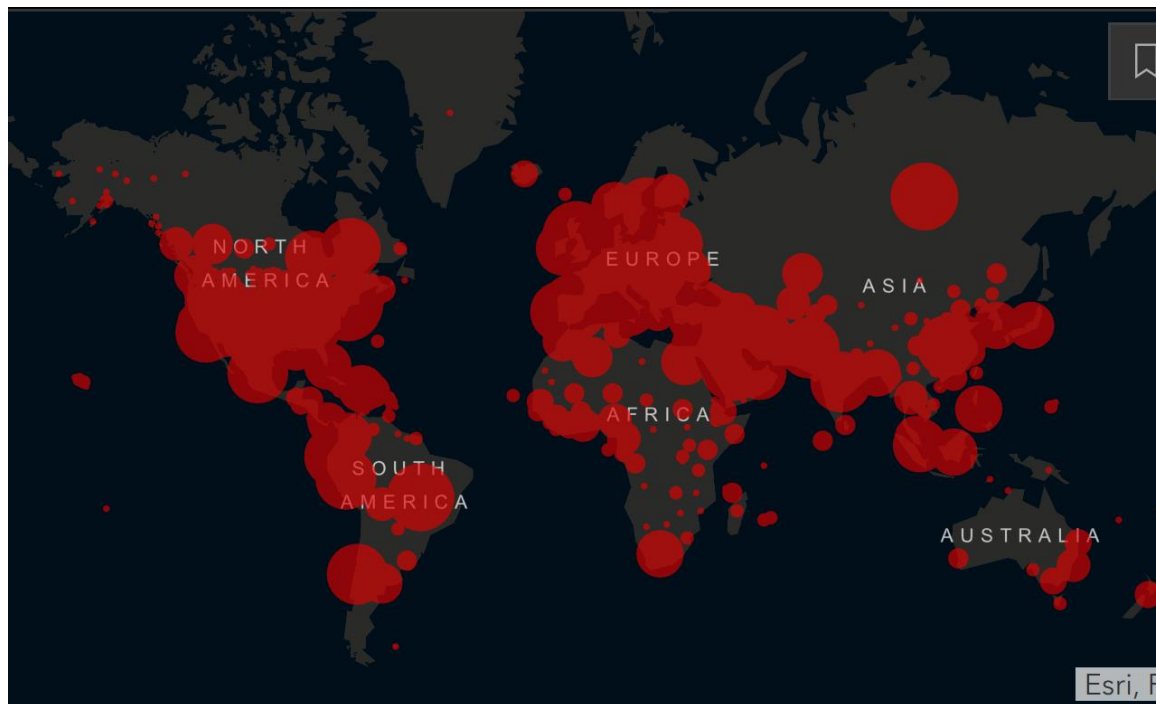 NORTH
AMERICA
EUROPE
ASIA
AFRICA
SOUTH
AMERICA
AUSTRALIA
Esri, F